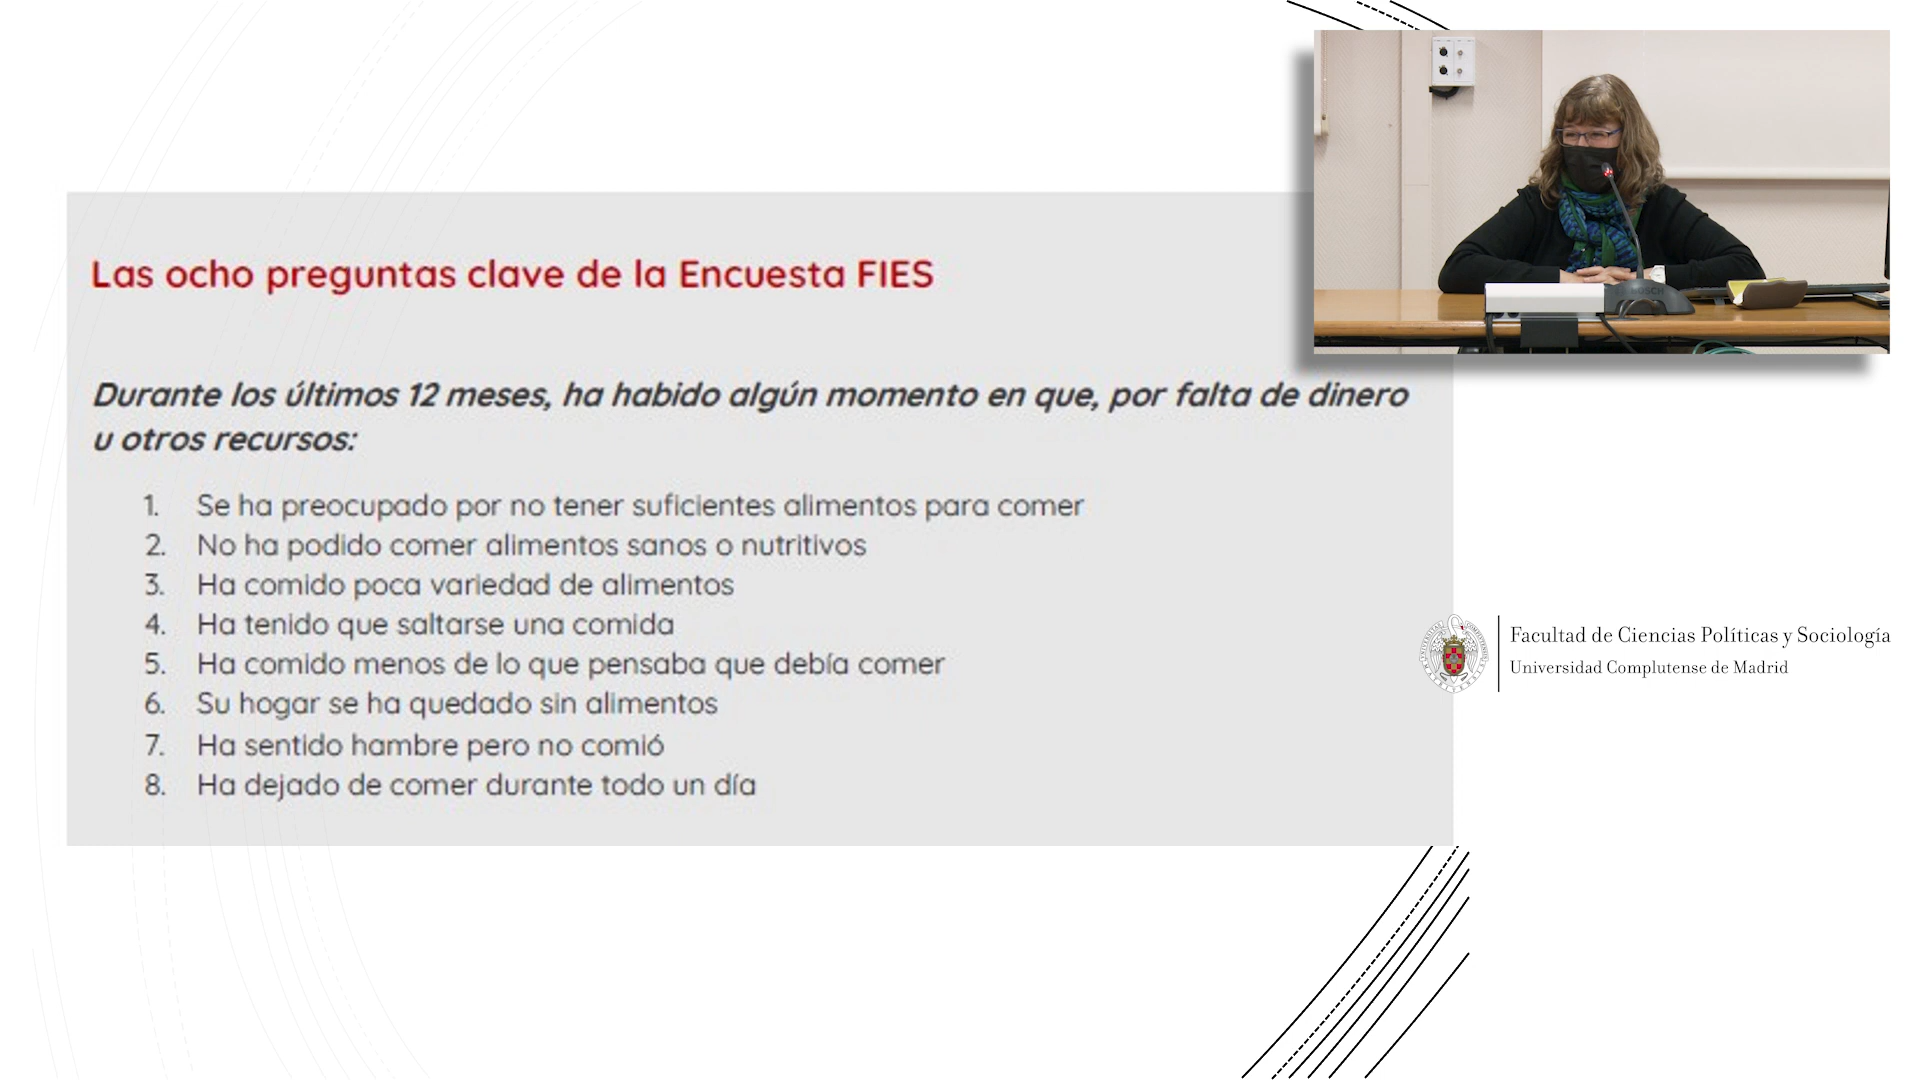 Las ocho preguntas clave de la Encuesta FIES
Durante los últimos 12 meses, ha habido algún momento en que, por falta de dinero
u otros recursos:
1. Se ha preocupado por no tener suficientes alimentos para comer
2. No ha podido comer alimentos sanos o nutritivos
3. Ha comido poca variedad de alimentos
4. Ha tenido que saltarse una comida
5. Ha comido menos de lo que pensaba que debía comer
6. Su hogar se ha quedado sin alimentos
7. Ha sentido hambre pero no comió
8. Ha dejado de comer durante todo un día
BOSCH
Facultad de Ciencias Políticas y Sociología
Universidad Complutense de Madrid